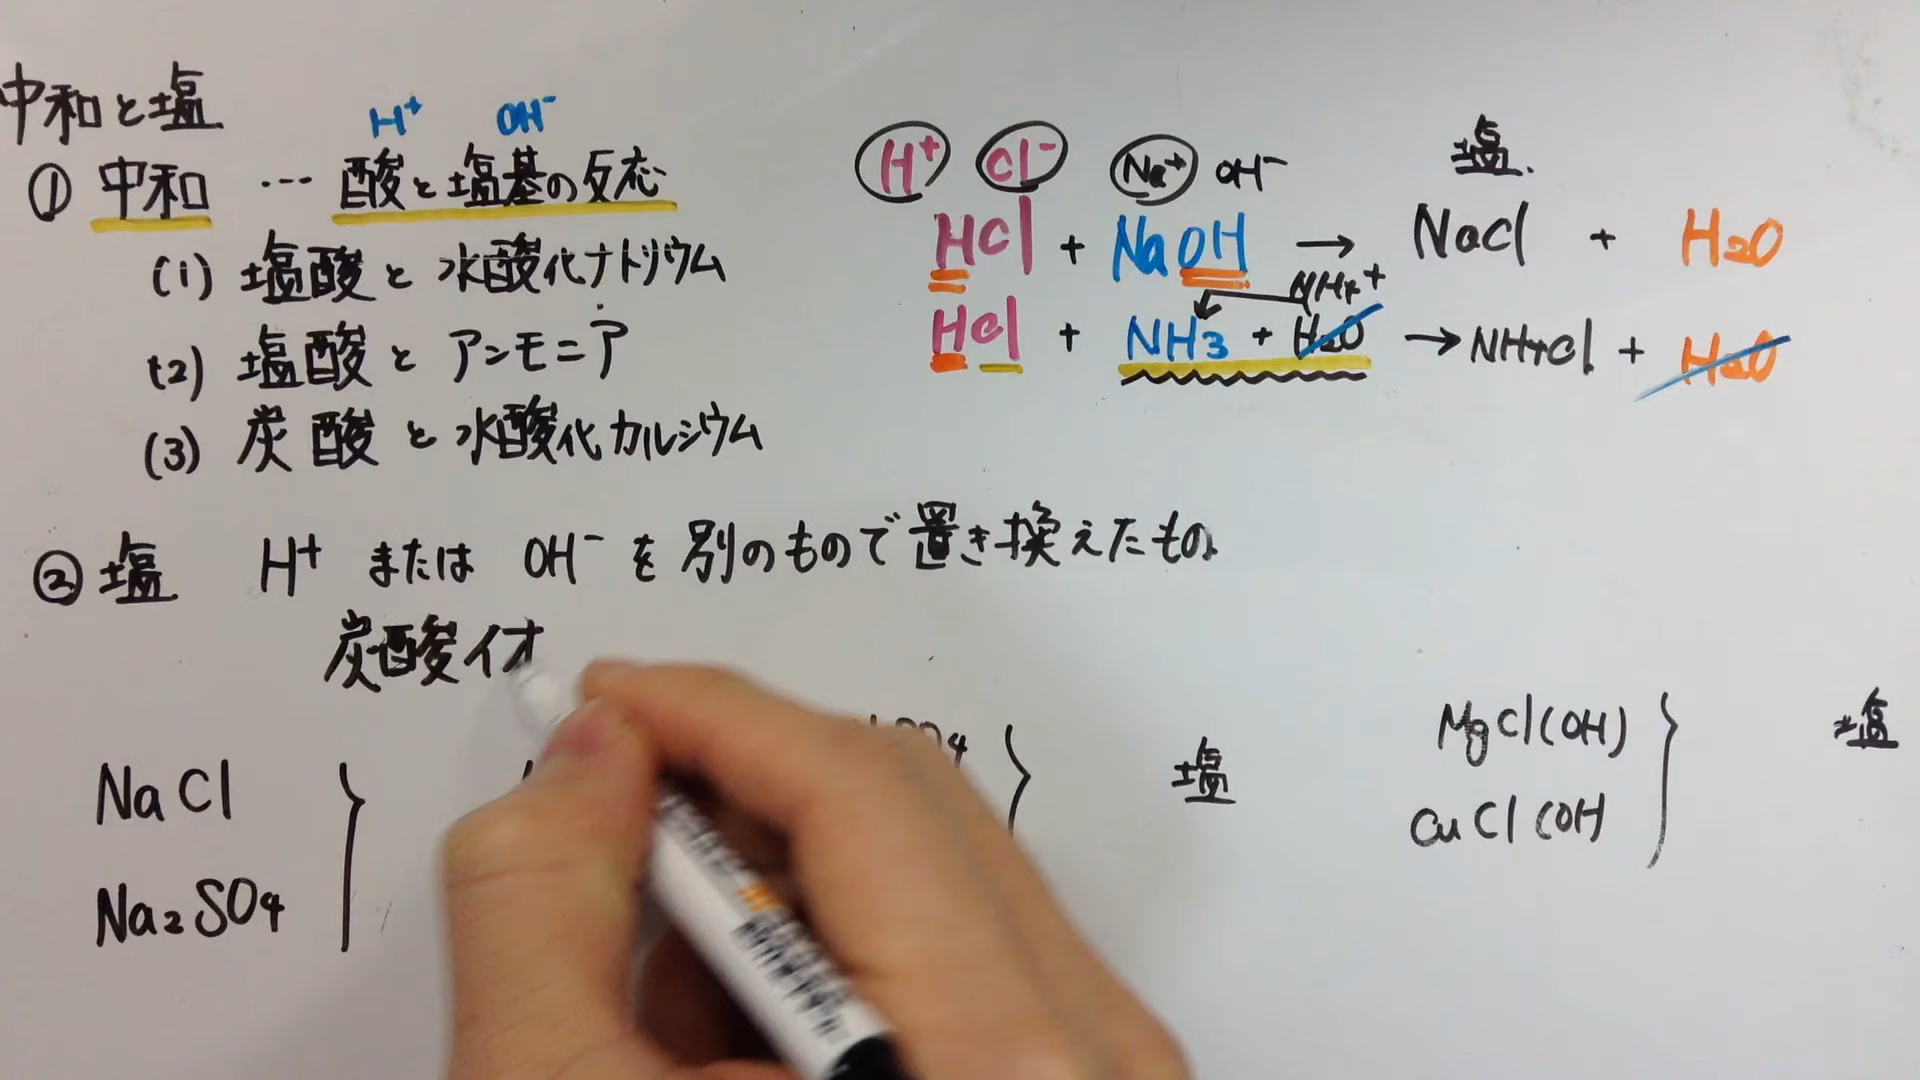 中和と塩
H⁺ OH⁻
① 中和 … 酸と塩基の反応
(1) 塩酸と水酸化ナトリウム
(2) 塩酸とアンモニア
(3) 炭酸と水酸化カルシウム
H⁺ Cl⁻ Na⁺ OH⁻ 塩.
HCl + NaOH → NaCl + H₂O
NH₄⁺
HCl + NH₃ + H₂O → NH₄Cl + H₂O
② 塩 H⁺ または OH⁻ を別のもので置き換えたもの
炭酸イオ
NaCl
Na₂SO₄
塩
MgCl(OH)
CuCl(OH
塩